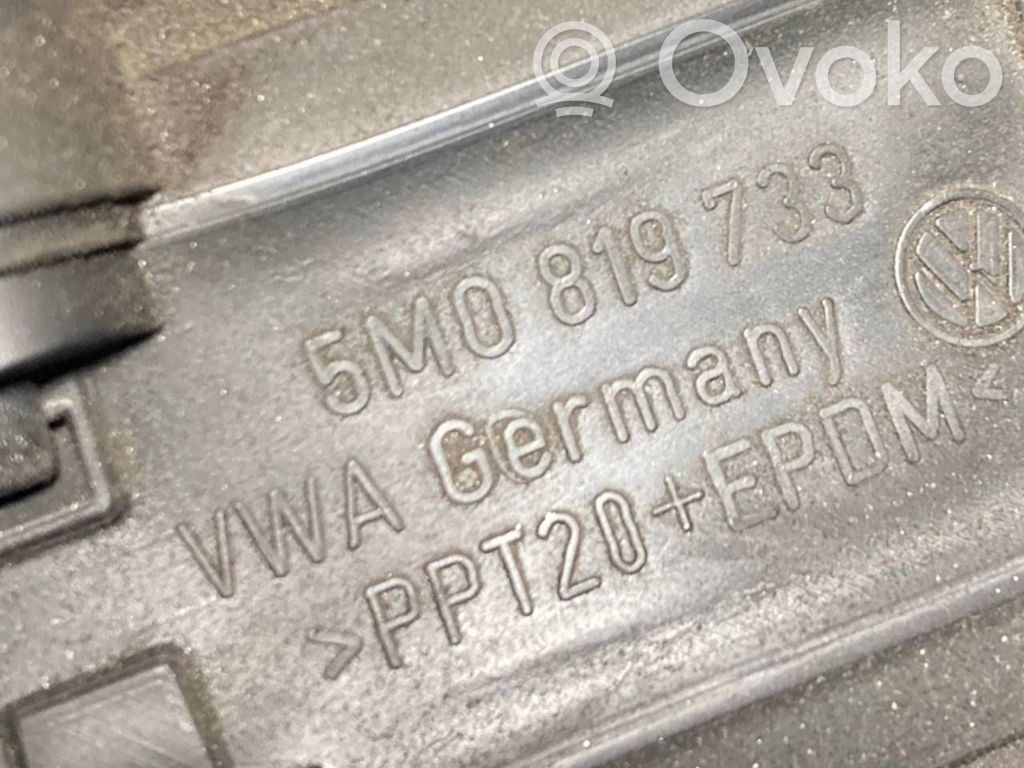 Ovoko
5M0 819 733
VWA Germany
>PPT20+EPDM<